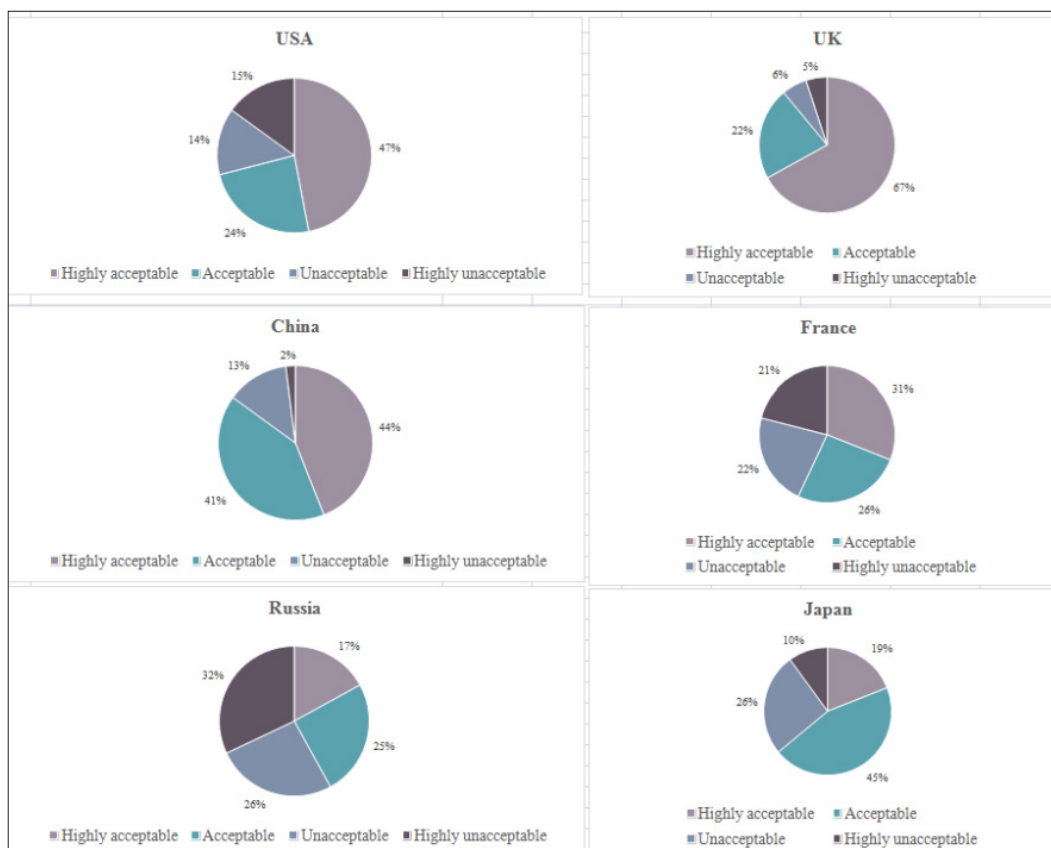 USA
15%
47%
14%
24%
Highly acceptable Acceptable Unacceptable Highly unacceptable
UK
5%
6%
22%
67%
Highly acceptable Acceptable
Unacceptable Highly unacceptable
China
2%
13%
44%
41%
Highly acceptable Acceptable Unacceptable Highly unacceptable
France
21%
31%
22%
26%
Highly acceptable Acceptable
Unacceptable Highly unacceptable
Russia
17%
32%
25%
26%
Highly acceptable Acceptable Unacceptable Highly unacceptable
Japan
10%
19%
26%
45%
Highly acceptable Acceptable
Unacceptable Highly unacceptable